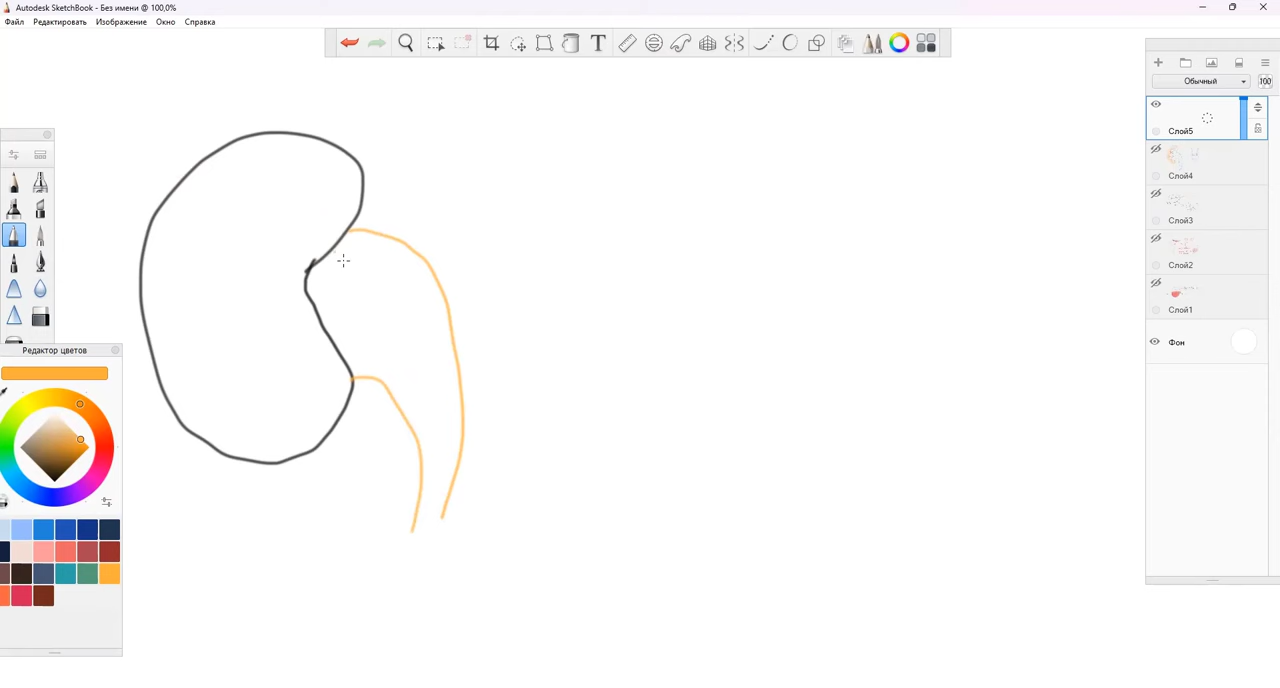 Autodesk SketchBook - Без имени @ 100,0%
Файл Редактировать Изображение Окно Справка
Обычный 100
Слой5
Слой4
Слой3
Слой2
Слой1
Фон
Редактор цветов